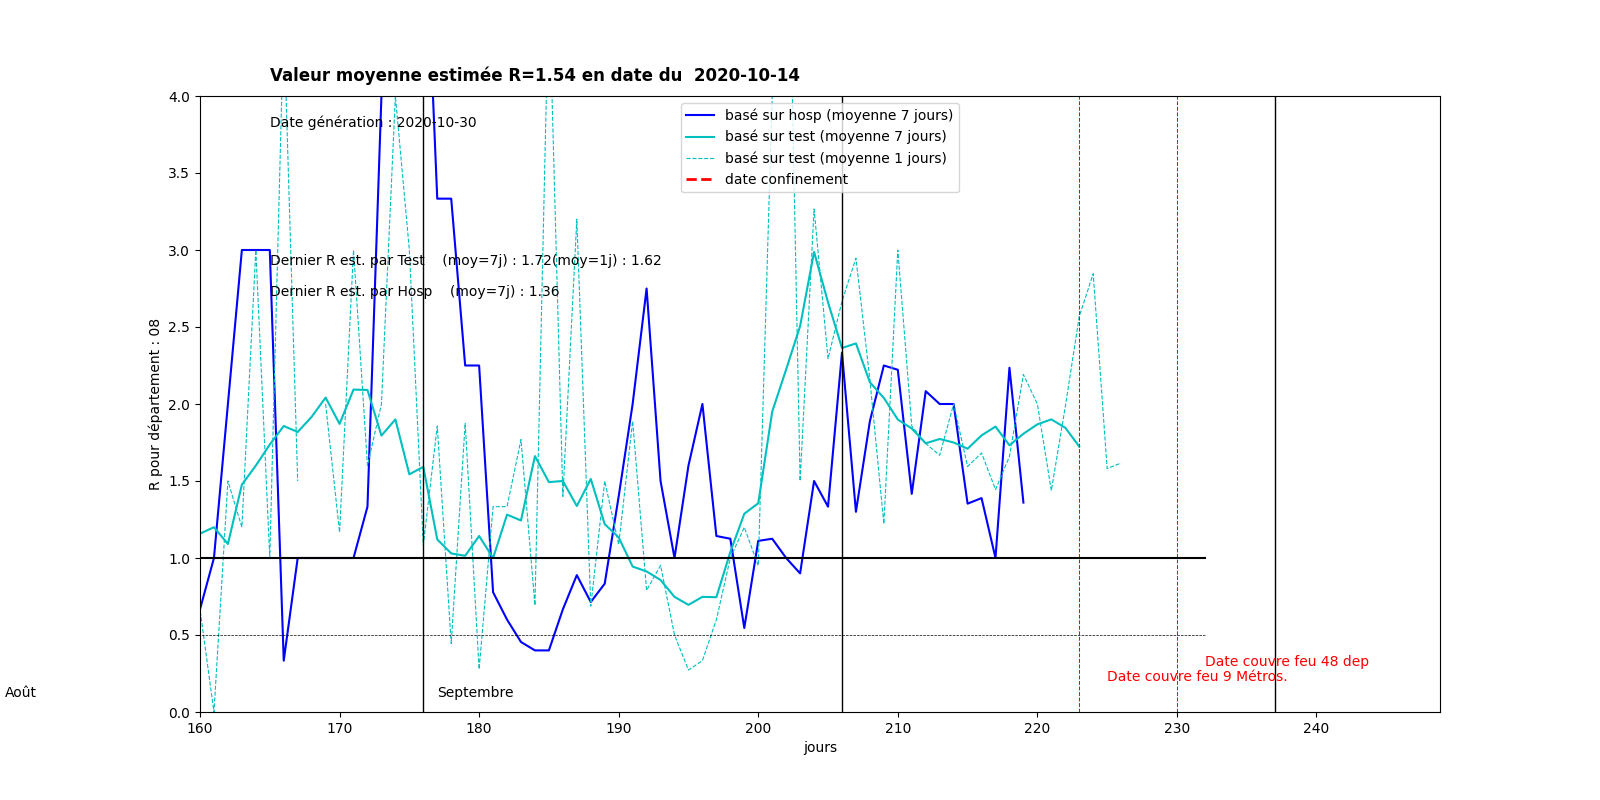 Valeur moyenne estimée R=1.54 en date du  2020-10-14
Date génération : 2020-10-30
basé sur hosp (moyenne 7 jours)
basé sur test (moyenne 7 jours)
basé sur test (moyenne 1 jours)
date confinement
Dernier R est. par Test    (moy=7j) : 1.72(moy=1j) : 1.62
Dernier R est. par Hosp    (moy=7j) : 1.36
R pour département : 08
4.0
3.5
3.0
2.5
2.0
1.5
1.0
0.5
0.0
Date couvre feu 48 dep
Date couvre feu 9 Métros.
Août
Septembre
160 170 180 190 200 210 220 230 240
jours